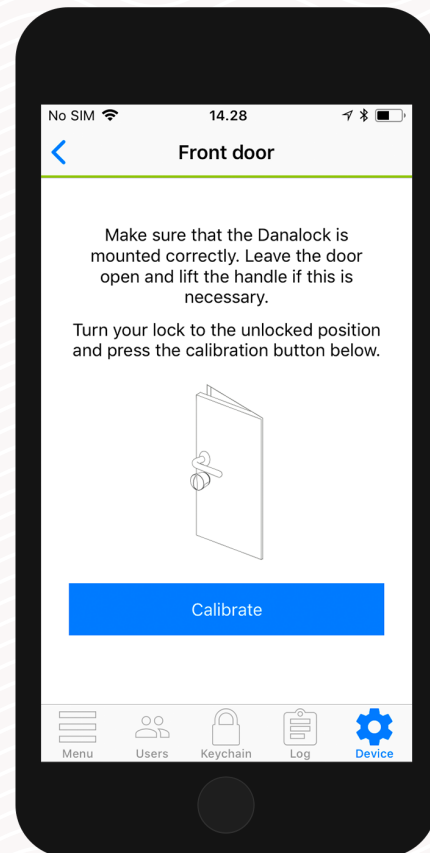 No SIM 14.28
Front door
Make sure that the Danalock is
mounted correctly. Leave the door
open and lift the handle if this is
necessary.
Turn your lock to the unlocked position
and press the calibration button below.
Calibrate
Menu Users Keychain Log Device